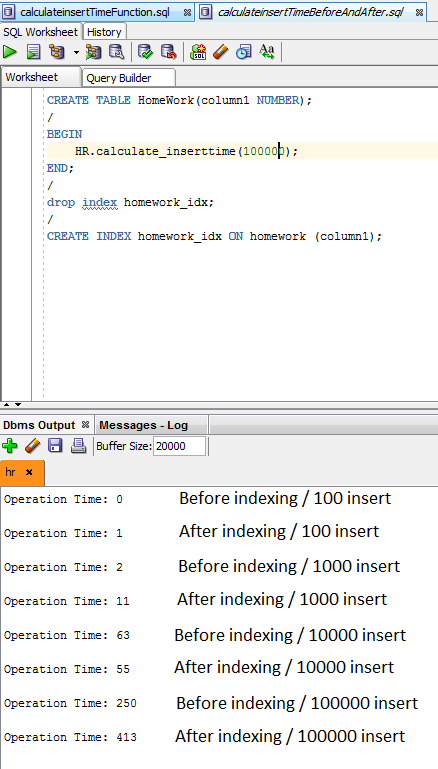 calculateinsertTimeFunction.sql calculateinsertTimeBeforeAndAfter.sql
SQL Worksheet History
Aa
Worksheet Query Builder
CREATE TABLE HomeWork(column1 NUMBER);
/
BEGIN
HR.calculate_inserttime(100000);
END;
/
drop index homework_idx;
/
CREATE INDEX homework_idx ON homework (column1);
Dbms Output Messages - Log
Buffer Size: 20000
hr
Operation Time: 0 Before indexing / 100 insert
Operation Time: 1 After indexing / 100 insert
Operation Time: 2 Before indexing / 1000 insert
Operation Time: 11 After indexing / 1000 insert
Operation Time: 63 Before indexing / 10000 insert
Operation Time: 55 After indexing / 10000 insert
Operation Time: 250 Before indexing / 100000 insert
Operation Time: 413 After indexing / 100000 insert